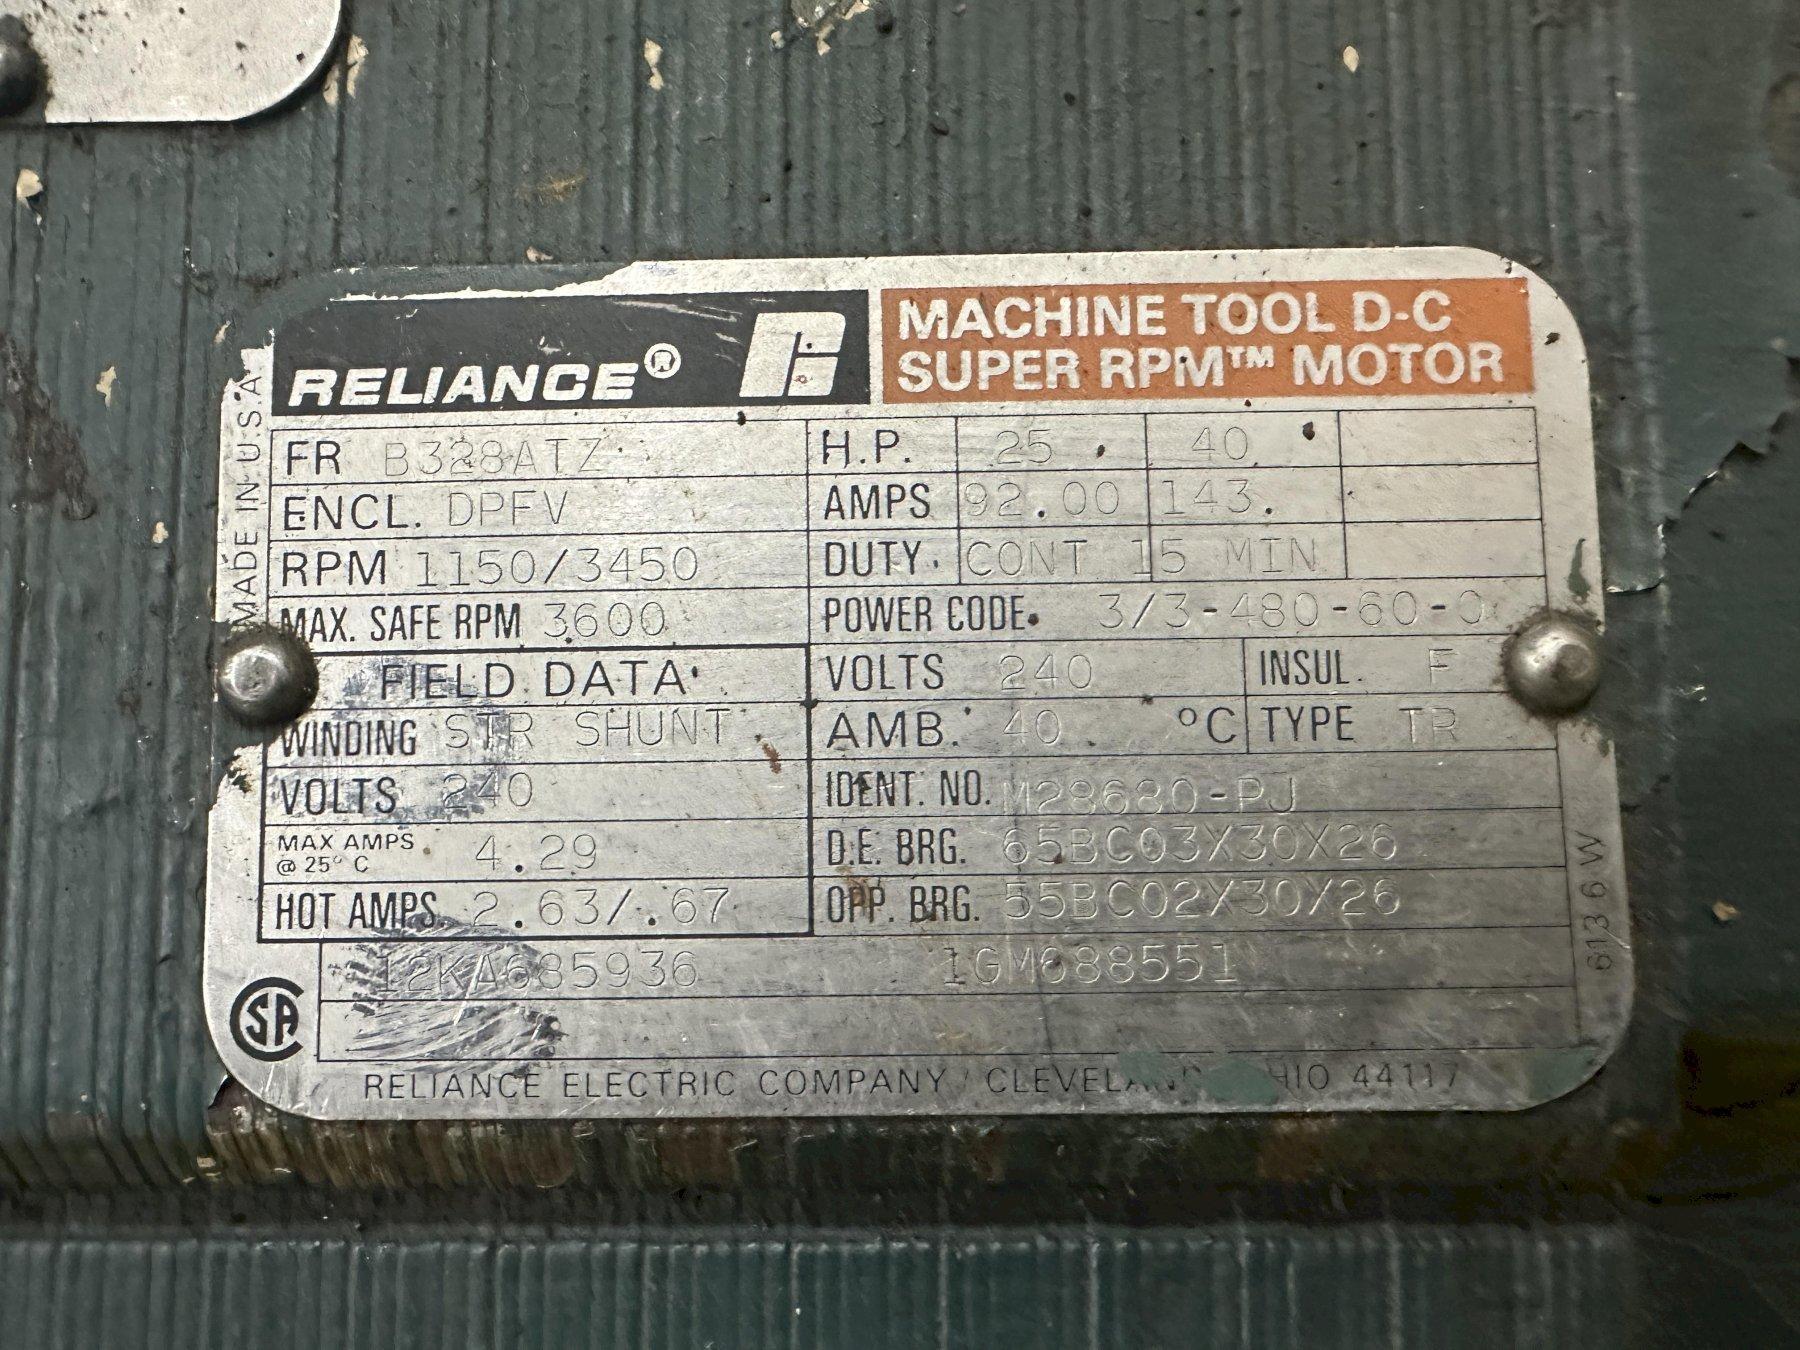 RELIANCE® MACHINE TOOL D-C
SUPER RPM™ MOTOR
MADE IN U.S.A.
FR B328ATZ
H.P. 25 40
ENCL. DPFV
AMPS 92.00 143.
RPM 1150/3450
DUTY. CONT 15 MIN
MAX. SAFE RPM 3600
POWER CODE. 3/3-480-60-0
FIELD DATA
VOLTS 240 INSUL. F
WINDING STR SHUNT
AMB. 40 °C TYPE TR
VOLTS 240
IDENT. NO. M28680-PJ
MAX AMPS
@ 25° C 4.29
D.E. BRG. 65BC03X30X26
HOT AMPS 2.63/.67
OPP. BRG. 55BC02X30X26
12KA685936 1GM688551
CSA
613 6 W
RELIANCE ELECTRIC COMPANY / CLEVELAND 44117